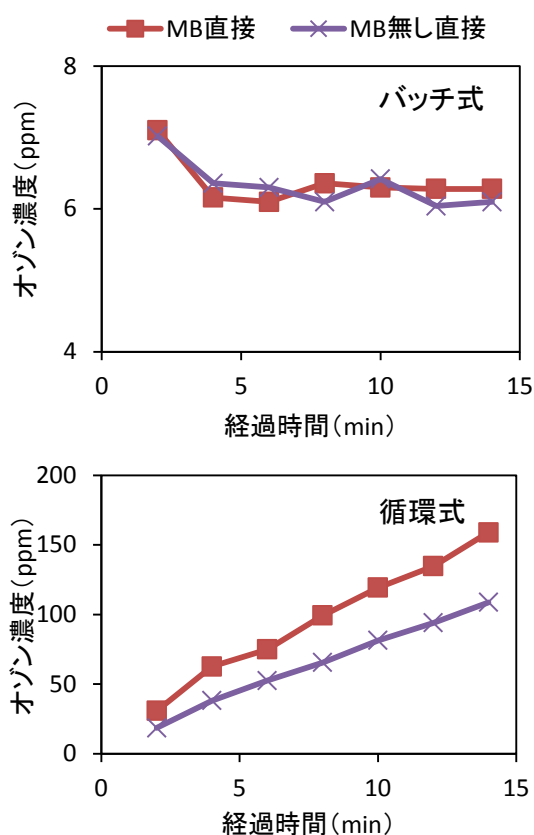 MB直接 MB無し直接
バッチ式
8
6
4
0 5 10 15
オゾン濃度(ppm)
経過時間(min)
循環式
200
150
100
50
0
0 5 10 15
オゾン濃度(ppm)
経過時間(min)